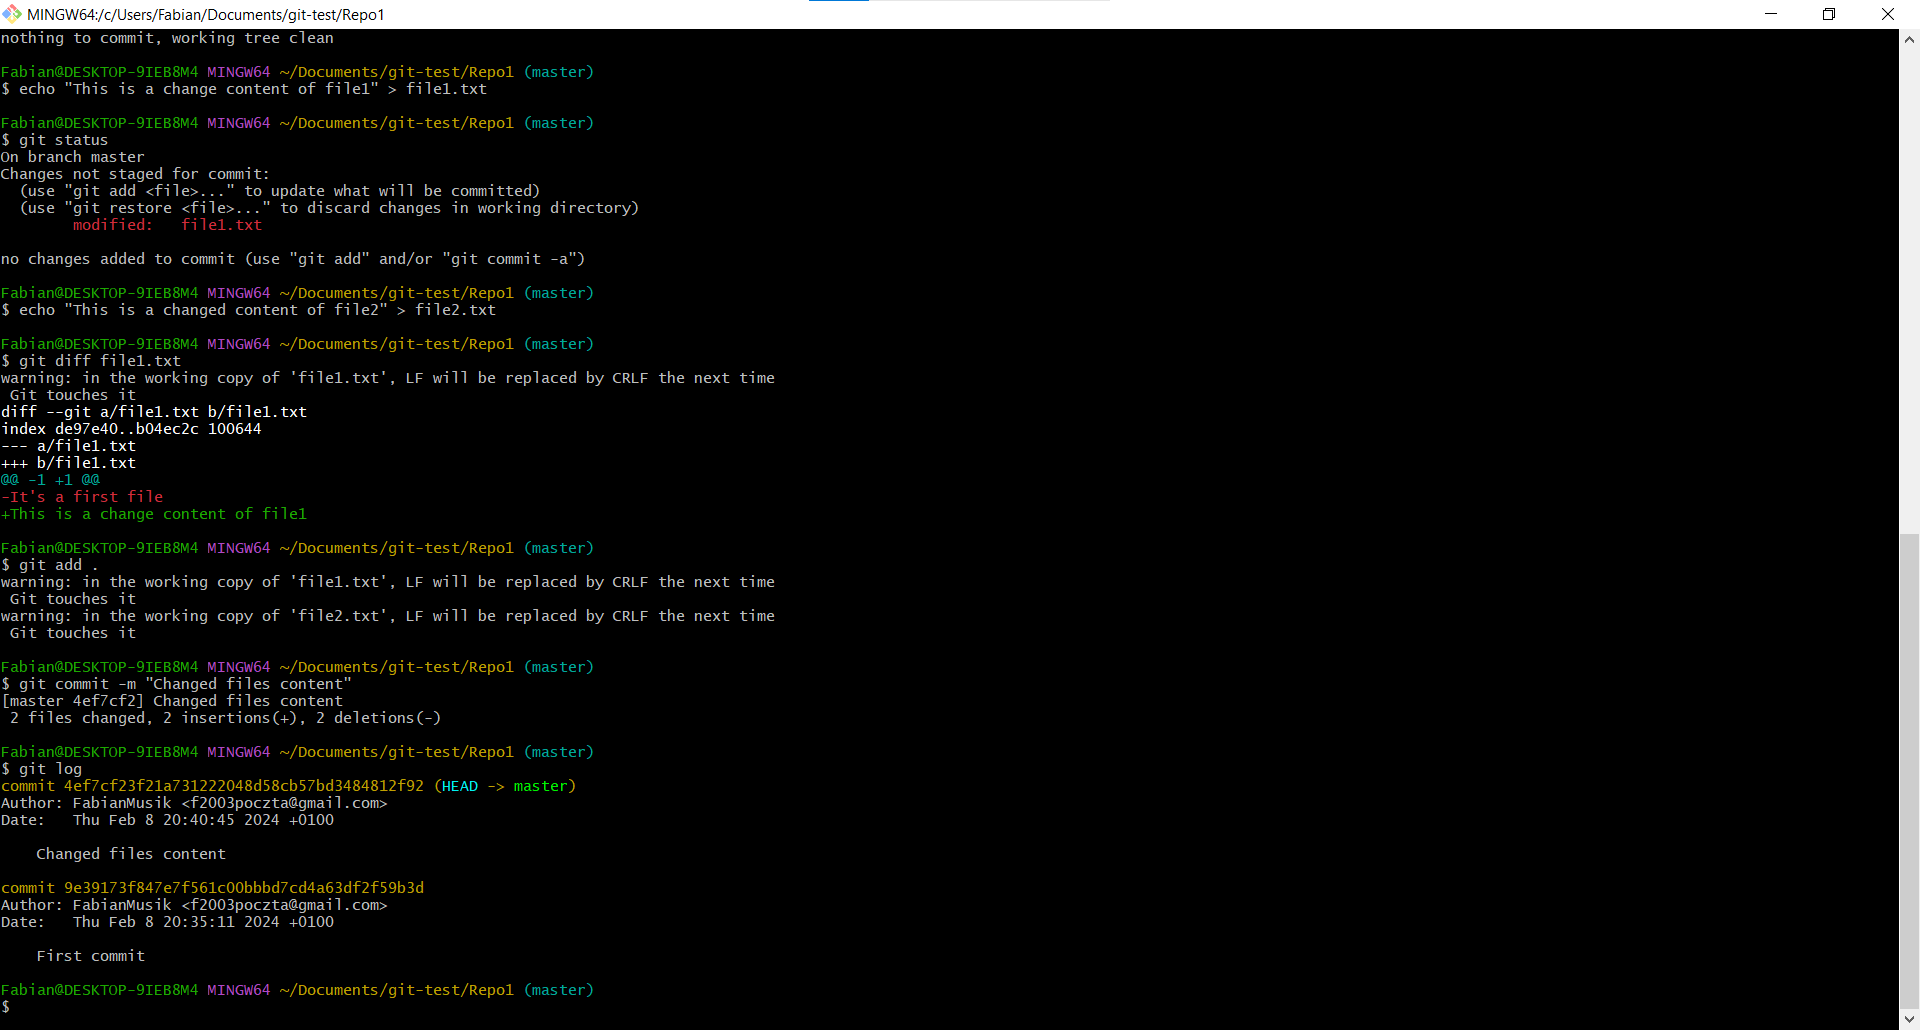 MINGW64:/c/Users/Fabian/Documents/git-test/Repo1
nothing to commit, working tree clean
Fabian@DESKTOP-9IEB8M4 MINGW64 ~/Documents/git-test/Repo1 (master)
$ echo "This is a change content of file1" > file1.txt
Fabian@DESKTOP-9IEB8M4 MINGW64 ~/Documents/git-test/Repo1 (master)
$ git status
On branch master
Changes not staged for commit:
  (use "git add <file>..." to update what will be committed)
  (use "git restore <file>..." to discard changes in working directory)
        modified:   file1.txt
no changes added to commit (use "git add" and/or "git commit -a")
Fabian@DESKTOP-9IEB8M4 MINGW64 ~/Documents/git-test/Repo1 (master)
$ echo "This is a changed content of file2" > file2.txt
Fabian@DESKTOP-9IEB8M4 MINGW64 ~/Documents/git-test/Repo1 (master)
$ git diff file1.txt
warning: in the working copy of 'file1.txt', LF will be replaced by CRLF the next time
 Git touches it
diff --git a/file1.txt b/file1.txt
index de97e40..b04ec2c 100644
--- a/file1.txt
+++ b/file1.txt
@@ -1 +1 @@
-It's a first file
+This is a change content of file1
Fabian@DESKTOP-9IEB8M4 MINGW64 ~/Documents/git-test/Repo1 (master)
$ git add .
warning: in the working copy of 'file1.txt', LF will be replaced by CRLF the next time
 Git touches it
warning: in the working copy of 'file2.txt', LF will be replaced by CRLF the next time
 Git touches it
Fabian@DESKTOP-9IEB8M4 MINGW64 ~/Documents/git-test/Repo1 (master)
$ git commit -m "Changed files content"
[master 4ef7cf2] Changed files content
 2 files changed, 2 insertions(+), 2 deletions(-)
Fabian@DESKTOP-9IEB8M4 MINGW64 ~/Documents/git-test/Repo1 (master)
$ git log
commit 4ef7cf23f21a731222048d58cb57bd3484812f92 (HEAD -> master)
Author: FabianMusik <f2003poczta@gmail.com>
Date:   Thu Feb 8 20:40:45 2024 +0100
    Changed files content
commit 9e39173f847e7f561c00bbbd7cd4a63df2f59b3d
Author: FabianMusik <f2003poczta@gmail.com>
Date:   Thu Feb 8 20:35:11 2024 +0100
    First commit
Fabian@DESKTOP-9IEB8M4 MINGW64 ~/Documents/git-test/Repo1 (master)
$